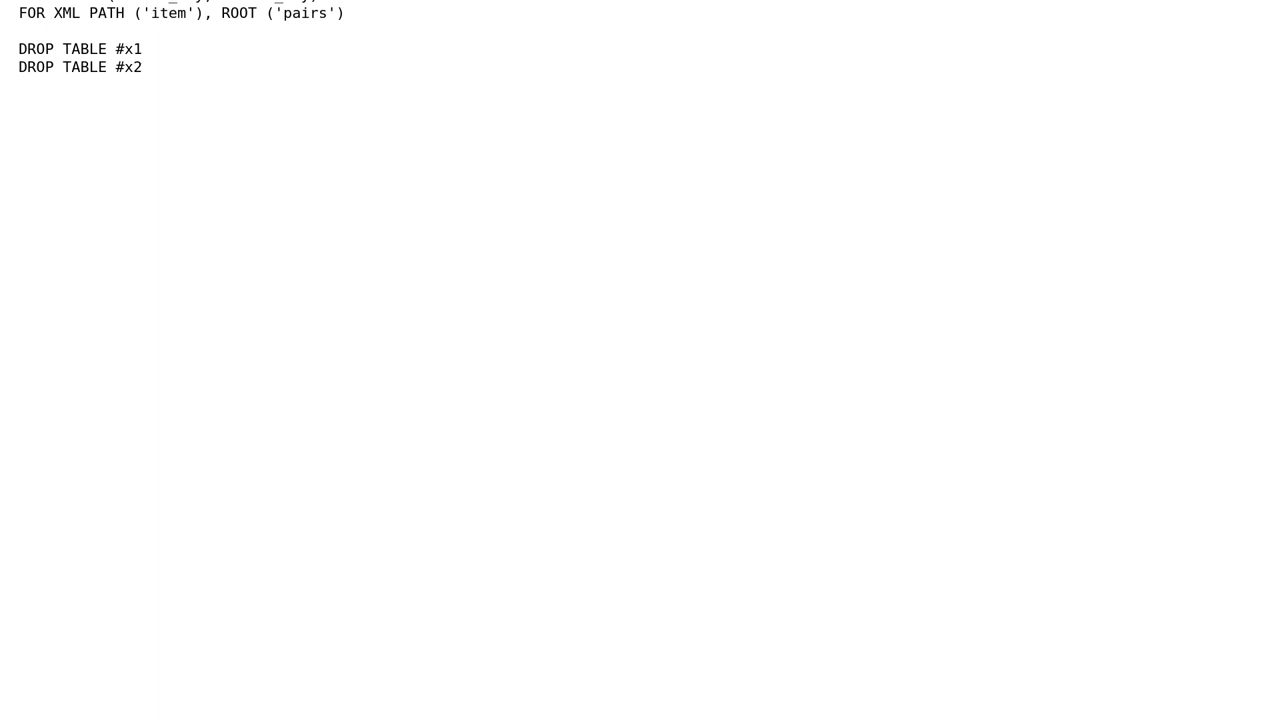 FOR XML PATH ('item'), ROOT ('pairs')
DROP TABLE #x1
DROP TABLE #x2